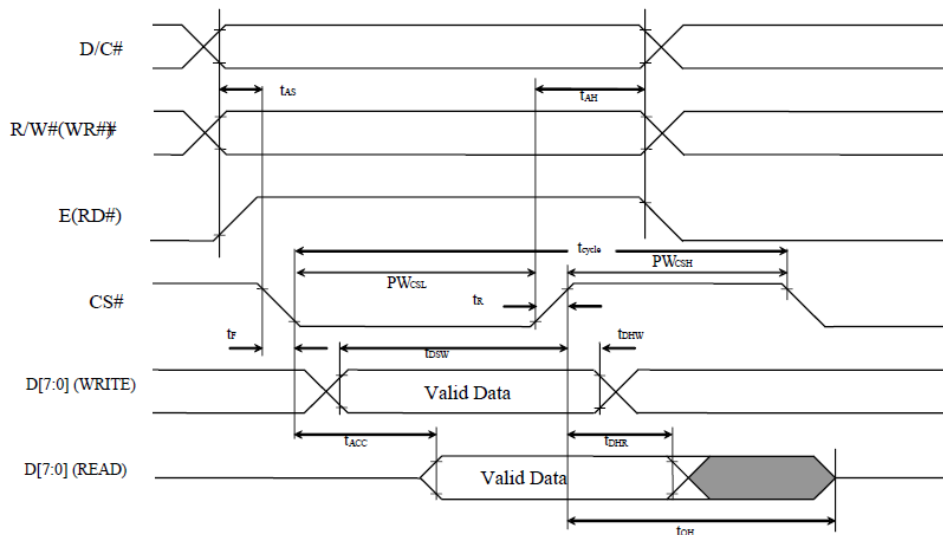 D/C#
tAS
tAH
R/W#(WR#)#
E(RD#)
tcycle
PWCSL
PWCSH
CS#
tR
tF
tDSW
tDHW
D[7:0] (WRITE)
Valid Data
tACC
tDHR
D[7:0] (READ)
Valid Data
tOH